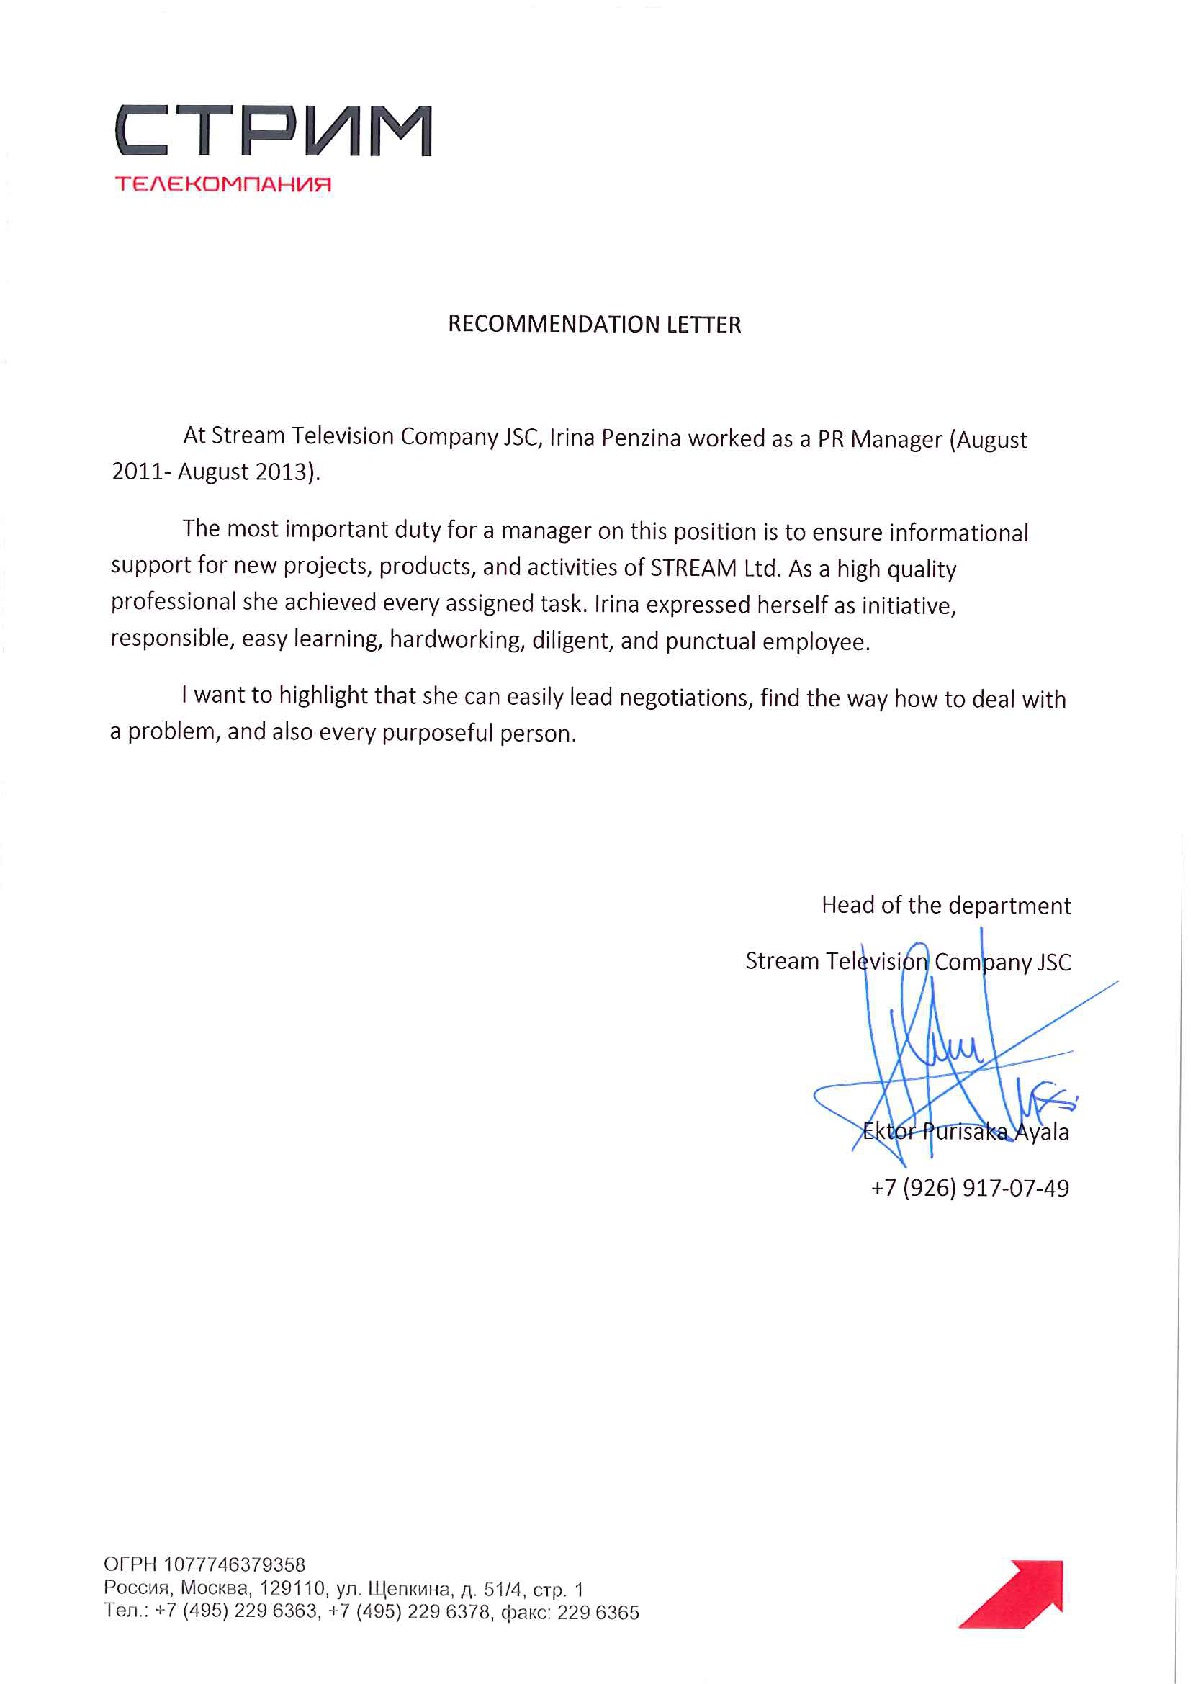 СТРИМ
ТЕЛЕКОМПАНИЯ
RECOMMENDATION LETTER
At Stream Television Company JSC, Irina Penzina worked as a PR Manager (August
2011- August 2013).
The most important duty for a manager on this position is to ensure informational
support for new projects, products, and activities of STREAM Ltd. As a high quality
professional she achieved every assigned task. Irina expressed herself as initiative,
responsible, easy learning, hardworking, diligent, and punctual employee.
I want to highlight that she can easily lead negotiations, find the way how to deal with
a problem, and also every purposeful person.
Head of the department
Stream Television Company JSC
Ektor Purisaka Ayala
+7 (926) 917-07-49
ОГРН 1077746379358
Россия, Москва, 129110, ул. Щепкина, д. 51/4, стр. 1
Тел.: +7 (495) 229 6363, +7 (495) 229 6378, факс: 229 6365